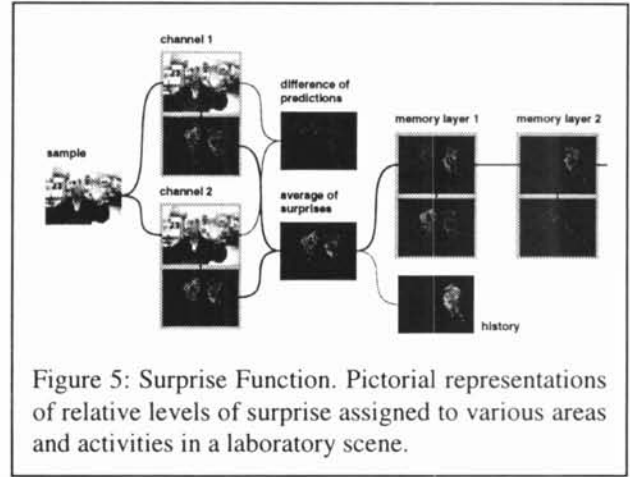 channel 1
difference of
predictions
memory layer 1
memory layer 2
sample
channel 2
average of
surprises
history
Figure 5: Surprise Function. Pictorial representations
of relative levels of surprise assigned to various areas
and activities in a laboratory scene.